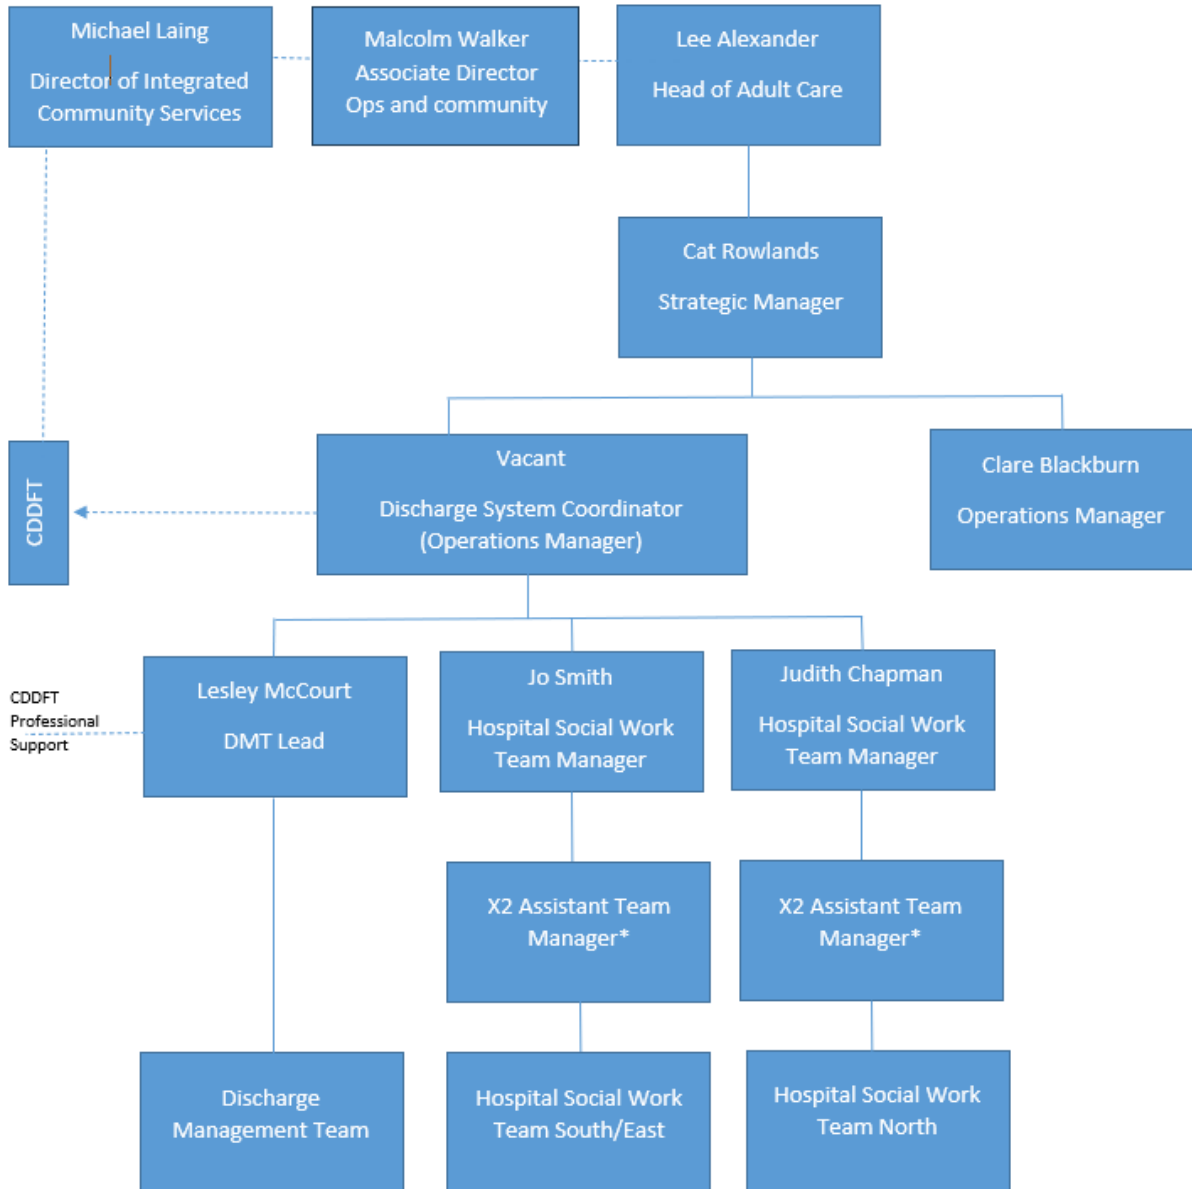 Michael Laing
Director of Integrated
Community Services
Malcolm Walker
Associate Director
Ops and community
Lee Alexander
Head of Adult Care
Cat Rowlands
Strategic Manager
CDDFT
Vacant
Discharge System Coordinator
(Operations Manager)
Clare Blackburn
Operations Manager
CDDFT
Professional
Support
Lesley McCourt
DMT Lead
Jo Smith
Hospital Social Work
Team Manager
Judith Chapman
Hospital Social Work
Team Manager
X2 Assistant Team
Manager*
X2 Assistant Team
Manager*
Discharge
Management Team
Hospital Social Work
Team South/East
Hospital Social Work
Team North